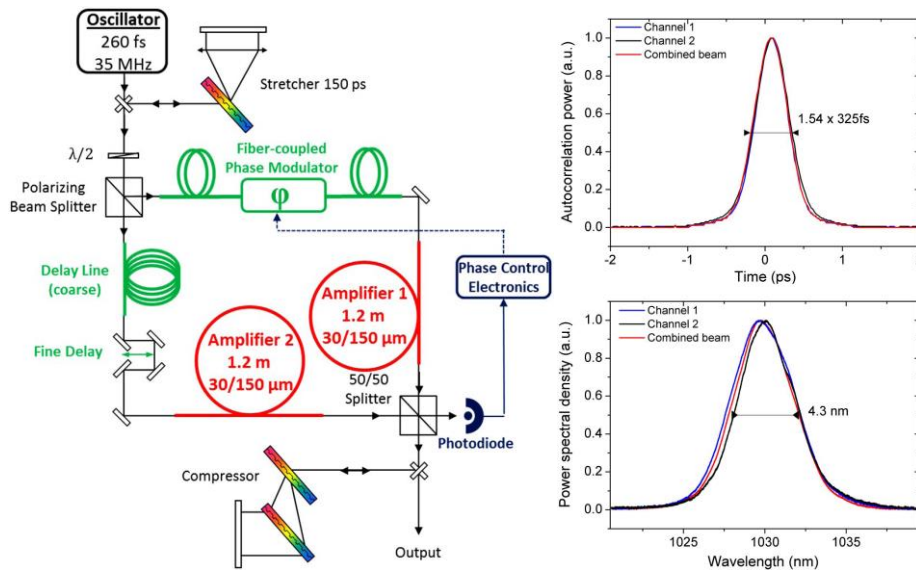 Oscillator
260 fs
35 MHz
Stretcher 150 ps
λ/2
Fiber-coupled
Phase Modulator
φ
Polarizing
Beam Splitter
Delay Line
(coarse)
Phase Control
Electronics
Amplifier 1
1.2 m
30/150 μm
Amplifier 2
1.2 m
30/150 μm
Fine Delay
50/50
Splitter
Photodiode
Compressor
Output
Channel 1
Channel 2
Combined beam
1.54 x 325fs
Autocorrelation power (a.u.)
1.0
0.8
0.6
0.4
0.2
0.0
-2 -1 0 1 2
Time (ps)
Channel 1
Channel 2
Combined beam
4.3 nm
Power spectral density (a.u.)
1.0
0.8
0.6
0.4
0.2
0.0
1025 1030 1035
Wavelength (nm)